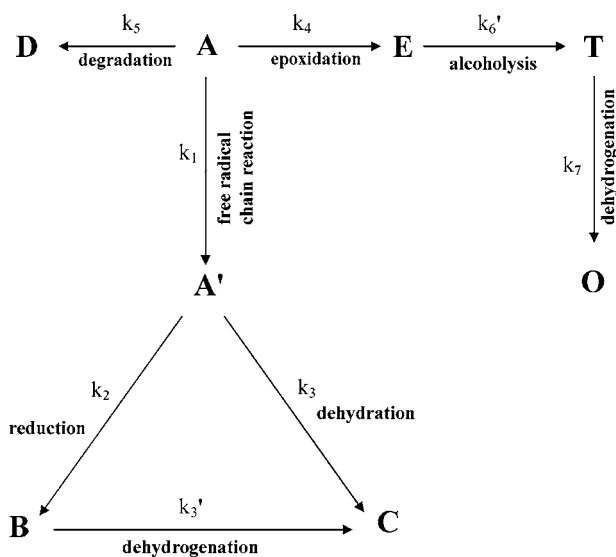 k5 k4 k6'
D A E T
degradation epoxidation alcoholysis
k1
free radical
chain reaction
k7
dehydrogenation
A'
O
k2 k3
reduction dehydration
k3'
B C
dehydrogenation